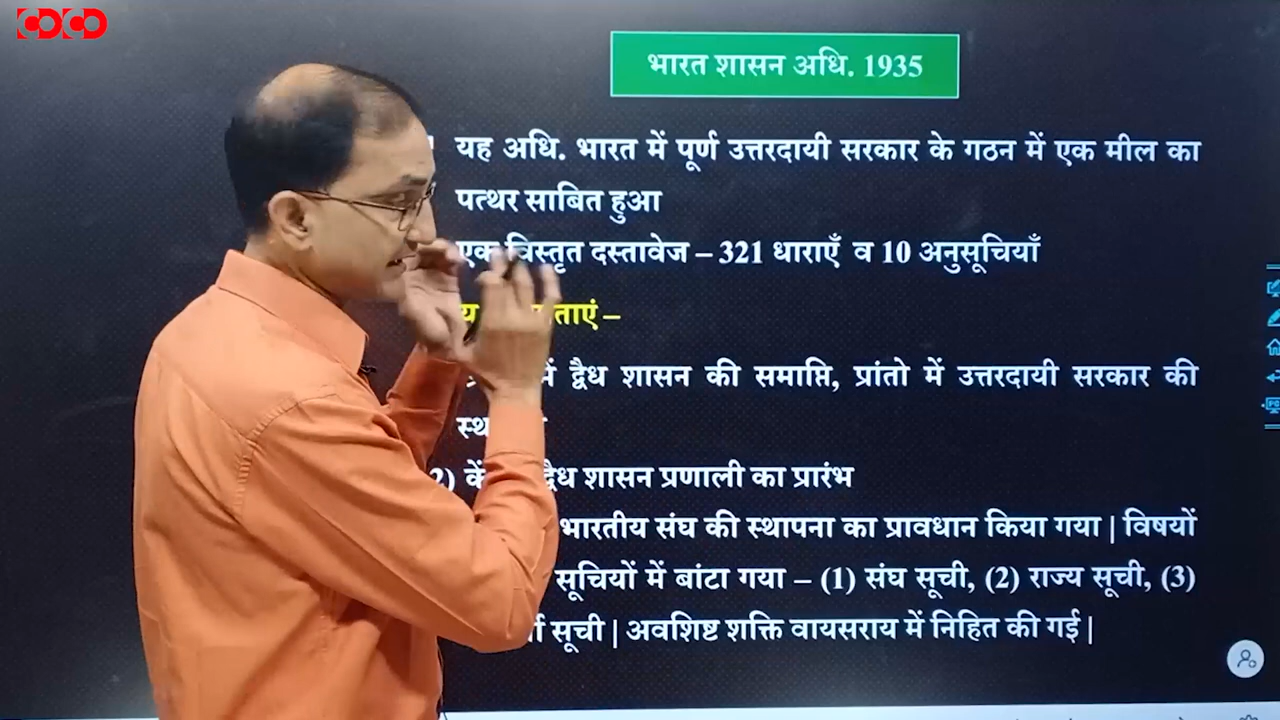 COCO
भारत शासन अधि. 1935
यह अधि. भारत में पूर्ण उत्तरदायी सरकार के गठन में एक मील का
पत्थर साबित हुआ
एक विस्तृत दस्तावेज – 321 धाराएँ व 10 अनुसूचियाँ
में द्वैध शासन की समाप्ति, प्रांतो में उत्तरदायी सरकार की
2) द्वैध शासन प्रणाली का प्रारंभ
भारतीय संघ की स्थापना का प्रावधान किया गया | विषयों
सूचियों में बांटा गया – (1) संघ सूची, (2) राज्य सूची, (3)
सूची | अवशिष्ट शक्ति वायसराय में निहित की गई |